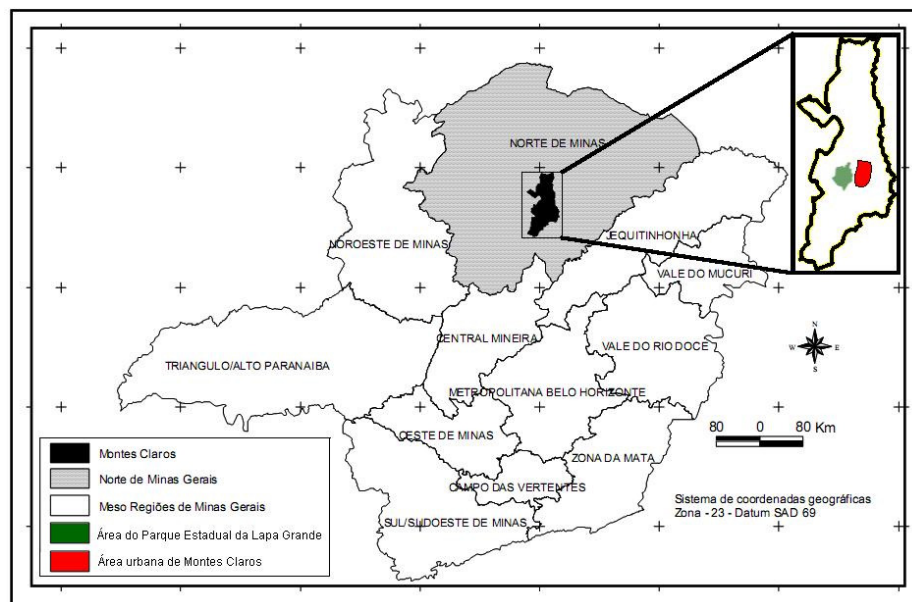 NORTE DE MINAS
NOROESTE DE MINAS
JEQUITINHONHA
VALE DO MUCURI
CENTRAL MINEIRA
VALE DO RIO DOCE
TRIANGULO/ALTO PARANAIBA
METROPOLITANA BELO HORIZONTE
OESTE DE MINAS
ZONA DA MATA
CAMPO DAS VERTENTES
SUL/SUDOESTE DE MINAS
N
W E
S
80 0 80 Km
Sistema de coordenadas geográficas
Zona - 23 - Datum SAD 69
Montes Claros
Norte de Minas Gerais
Meso Regiões de Minas Gerais
Área do Parque Estadual da Lapa Grande
Área urbana de Montes Claros